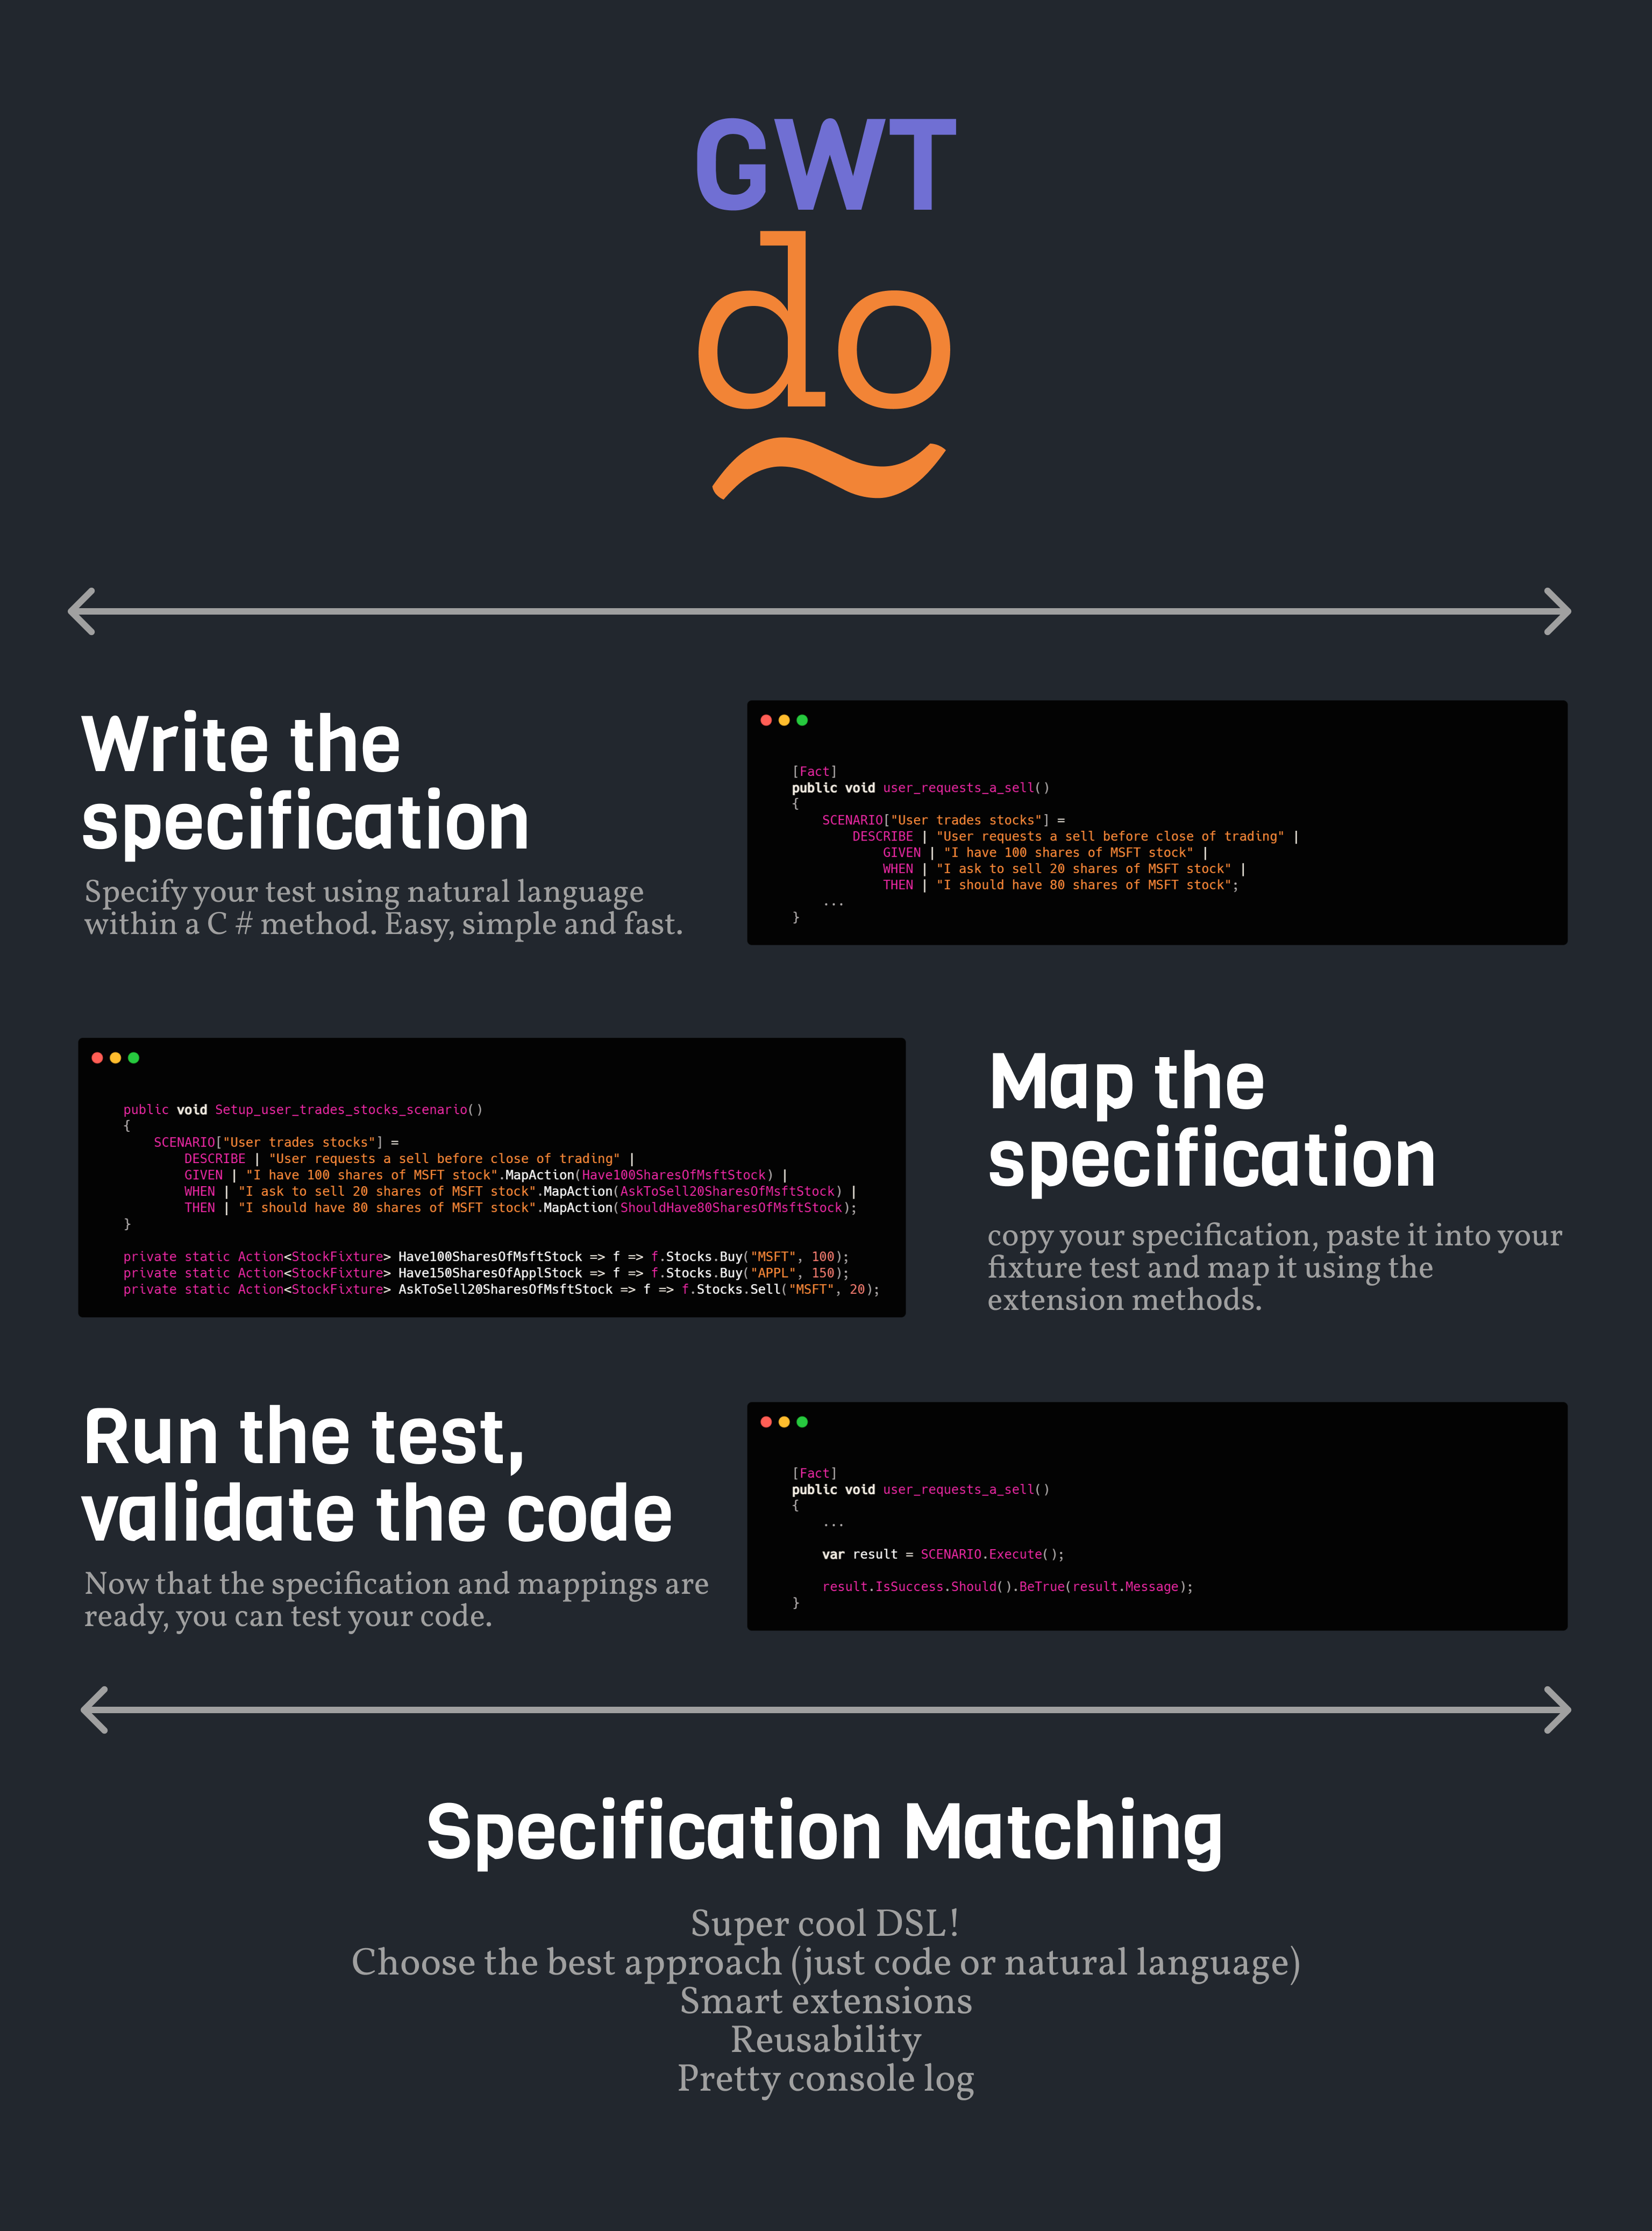 GWT
do
~
Write the
specification
Specify your test using natural language
within a C # method. Easy, simple and fast.
[Fact]
public void user_requests_a_sell()
{
    SCENARIO["User trades stocks"] =
        DESCRIBE | "User requests a sell before close of trading" |
            GIVEN | "I have 100 shares of MSFT stock" |
            WHEN | "I ask to sell 20 shares of MSFT stock" |
            THEN | "I should have 80 shares of MSFT stock";
    ...
}
public void Setup_user_trades_stocks_scenario()
{
    SCENARIO["User trades stocks"] =
        DESCRIBE | "User requests a sell before close of trading" |
        GIVEN | "I have 100 shares of MSFT stock".MapAction(Have100SharesOfMsftStock) |
        WHEN | "I ask to sell 20 shares of MSFT stock".MapAction(AskToSell20SharesOfMsftStock) |
        THEN | "I should have 80 shares of MSFT stock".MapAction(ShouldHave80SharesOfMsftStock);
}
private static Action<StockFixture> Have100SharesOfMsftStock => f => f.Stocks.Buy("MSFT", 100);
private static Action<StockFixture> Have150SharesOfApplStock => f => f.Stocks.Buy("APPL", 150);
private static Action<StockFixture> AskToSell20SharesOfMsftStock => f => f.Stocks.Sell("MSFT", 20);
Map the
specification
copy your specification, paste it into your
fixture test and map it using the
extension methods.
Run the test,
validate the code
Now that the specification and mappings are
ready, you can test your code.
[Fact]
public void user_requests_a_sell()
{
    ...
    var result = SCENARIO.Execute();
    result.IsSuccess.Should().BeTrue(result.Message);
}
Specification Matching
Super cool DSL!
Choose the best approach (just code or natural language)
Smart extensions
Reusability
Pretty console log